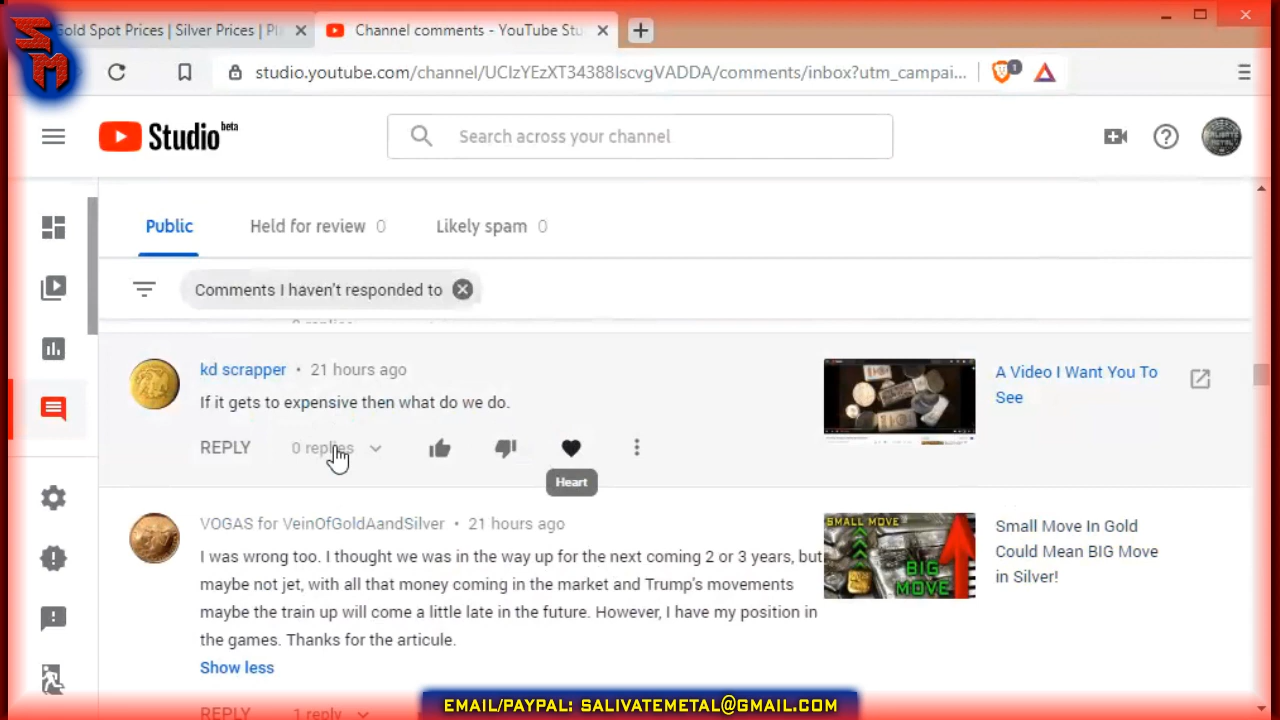 SM
Gold Spot Prices | Silver Prices | Pl
Channel comments - YouTube Stu
studio.youtube.com/channel/UCIzYEzXT34388IscvgVADDA/comments/inbox?utm_campai...
1
Studio beta
Search across your channel
Public
Held for review 0
Likely spam 0
Comments I haven't responded to
0 replies
kd scrapper • 21 hours ago
If it gets to expensive then what do we do.
REPLY 0 replies
Heart
A Video I Want You To
See
VOGAS for VeinOfGoldAandSilver • 21 hours ago
I was wrong too. I thought we was in the way up for the next coming 2 or 3 years, but
maybe not jet, with all that money coming in the market and Trump's movements
maybe the train up will come a little late in the future. However, I have my position in
the games. Thanks for the articule.
Show less
REPLY 1 reply
SMALL MOVE
BIG
MOVE
Small Move In Gold
Could Mean BIG Move
in Silver!
EMAIL/PAYPAL: SALIVATEMETAL@GMAIL.COM